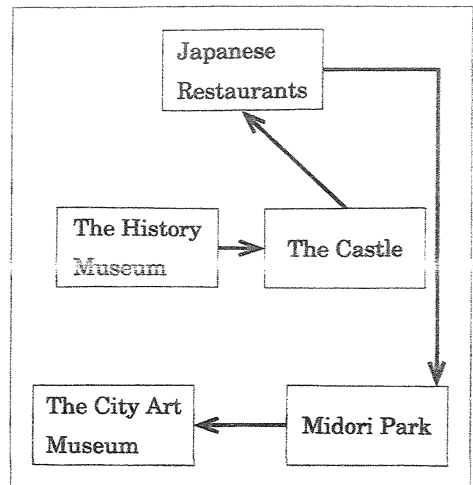 Japanese
Restaurants
The History
Museum
The Castle
The City Art
Museum
Midori Park